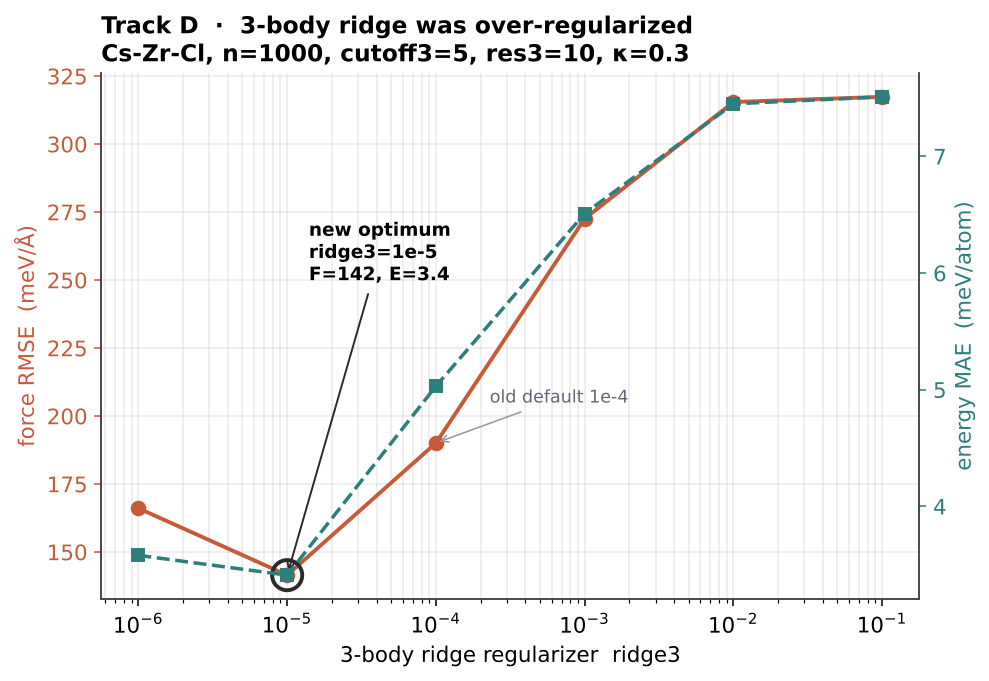 Track D · 3-body ridge was over-regularized
Cs-Zr-Cl, n=1000, cutoff3=5, res3=10, κ=0.3
force RMSE (meV/Å)
325
300
275
250
225
200
175
150
new optimum
ridge3=1e-5
F=142, E=3.4
old default 1e-4
7
6
5
4
energy MAE (meV/atom)
10⁻⁶
10⁻⁵
10⁻⁴
10⁻³
10⁻²
10⁻¹
3-body ridge regularizer ridge3